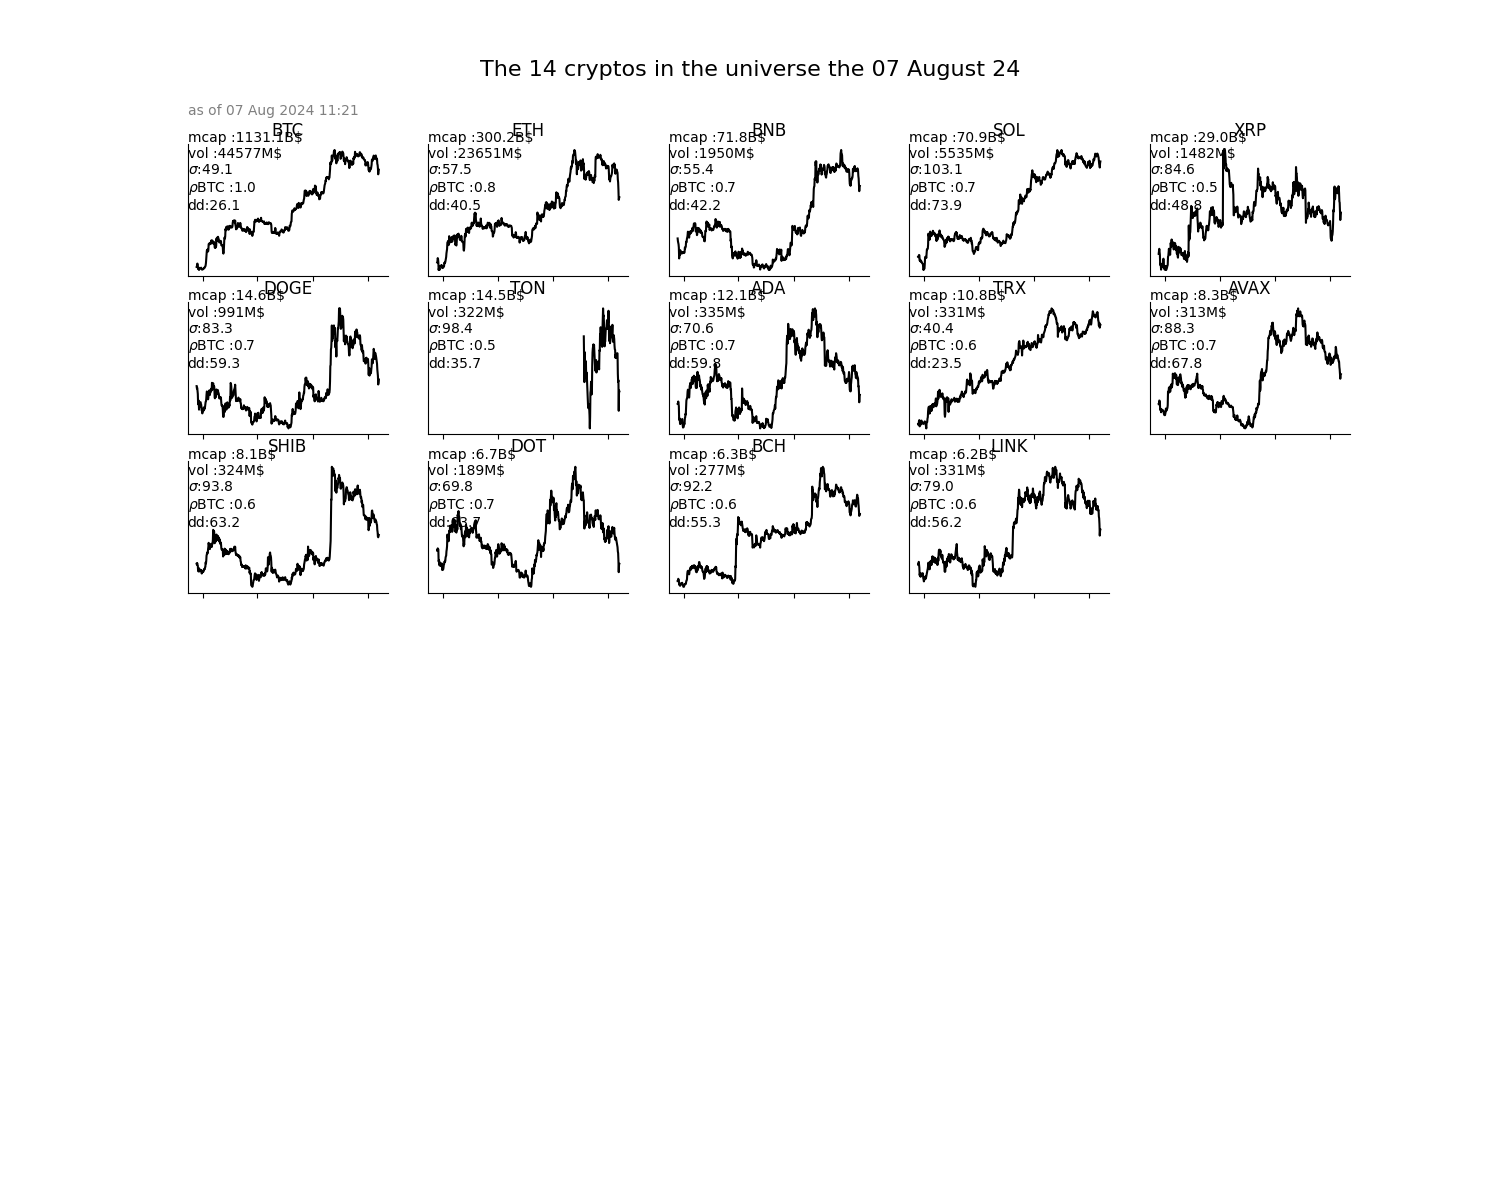 The 14 cryptos in the universe the 07 August 24
as of 07 Aug 2024 11:21
BTC
mcap :1131.1B$
vol :44577M$
σ:49.1
ρBTC :1.0
dd:26.1
ETH
mcap :300.2B$
vol :23651M$
σ:57.5
ρBTC :0.8
dd:40.5
BNB
mcap :71.8B$
vol :1950M$
σ:55.4
ρBTC :0.7
dd:42.2
SOL
mcap :70.9B$
vol :5535M$
σ:103.1
ρBTC :0.7
dd:73.9
XRP
mcap :29.0B$
vol :1482M$
σ:84.6
ρBTC :0.5
dd:48.8
DOGE
mcap :14.6B$
vol :991M$
σ:83.3
ρBTC :0.7
dd:59.3
TON
mcap :14.5B$
vol :322M$
σ:98.4
ρBTC :0.5
dd:35.7
ADA
mcap :12.1B$
vol :335M$
σ:70.6
ρBTC :0.7
dd:59.8
TRX
mcap :10.8B$
vol :331M$
σ:40.4
ρBTC :0.6
dd:23.5
AVAX
mcap :8.3B$
vol :313M$
σ:88.3
ρBTC :0.7
dd:67.8
SHIB
mcap :8.1B$
vol :324M$
σ:93.8
ρBTC :0.6
dd:63.2
DOT
mcap :6.7B$
vol :189M$
σ:69.8
ρBTC :0.7
BCH
mcap :6.3B$
vol :277M$
σ:92.2
ρBTC :0.6
dd:55.3
LINK
mcap :6.2B$
vol :331M$
σ:79.0
ρBTC :0.6
dd:56.2